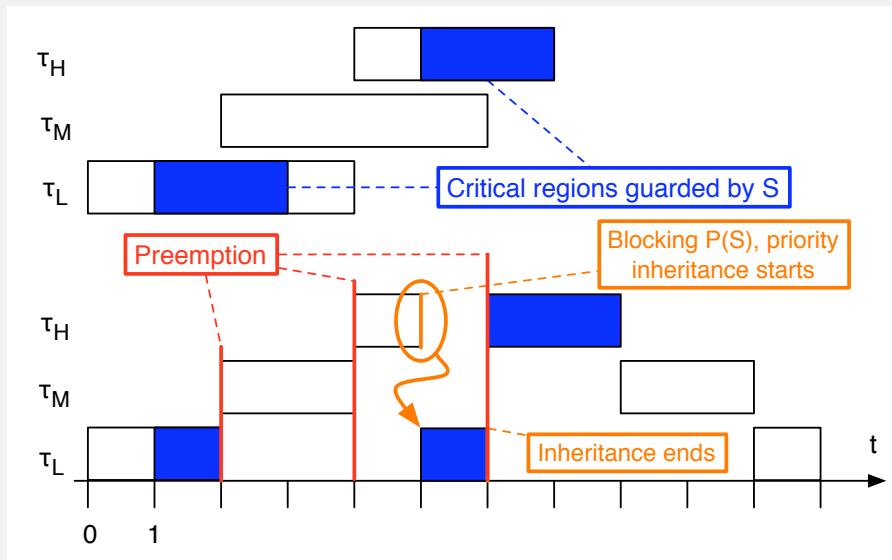 τH
τM
τL
Critical regions guarded by S
Blocking P(S), priority
inheritance starts
Preemption
τH
τM
τL
Inheritance ends
t
0
1